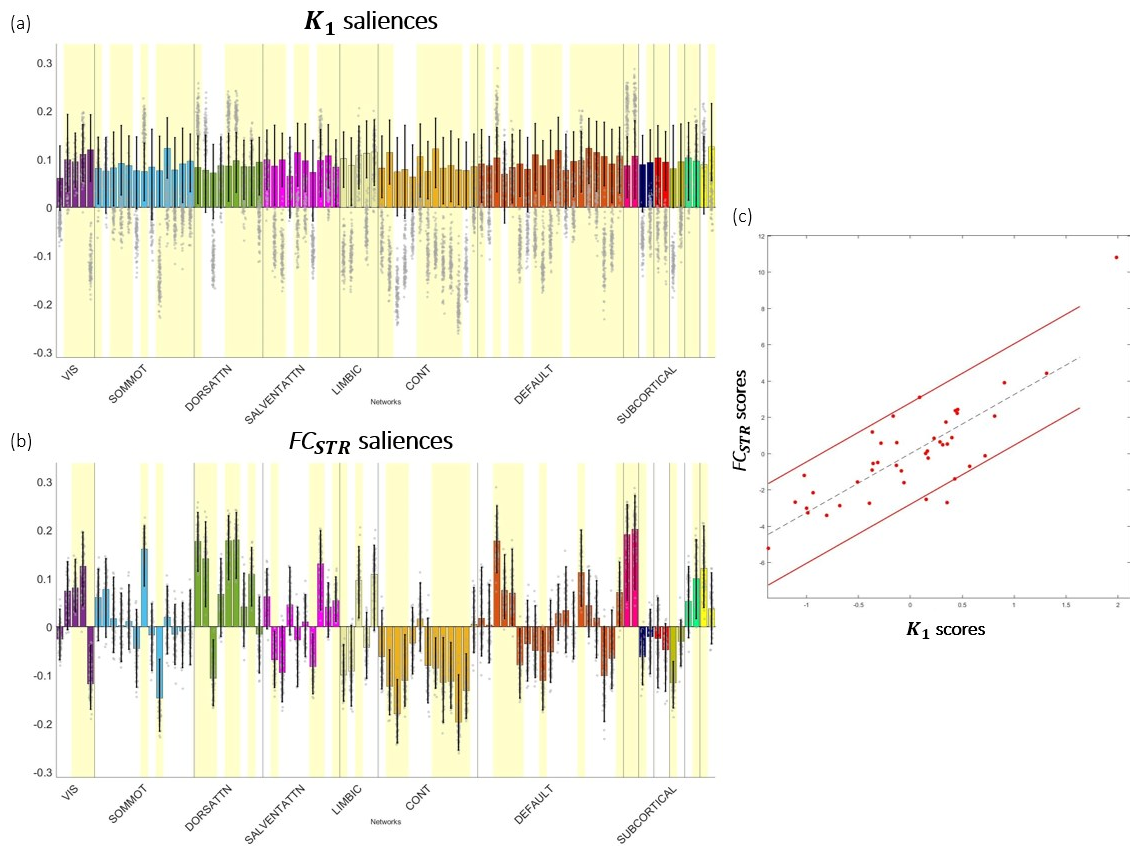 (a)
K₁ saliences
0.3
0.2
0.1
0
-0.1
-0.2
-0.3
VIS
SOMMOT
DORSATTN
SALVENTATTN
LIMBIC
CONT
DEFAULT
SUBCORTICAL
Networks
(b)
FC_STR saliences
0.3
0.2
0.1
0
-0.1
-0.2
-0.3
VIS
SOMMOT
DORSATTN
SALVENTATTN
LIMBIC
CONT
DEFAULT
SUBCORTICAL
Networks
(c)
FC_STR scores
12
10
8
6
4
2
0
-2
-4
-6
-1
-0.5
0
0.5
1
1.5
2
K₁ scores